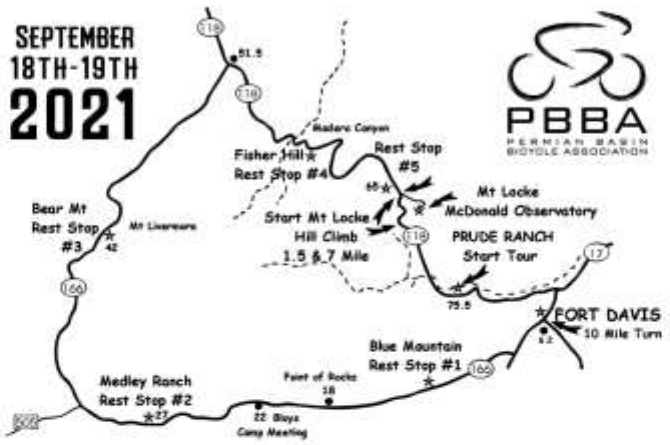 SEPTEMBER
18TH-19TH
2021
118
51.5
118
PBBA
PERMIAN BASIN
BICYCLE ASSOCIATION
Madera Canyon
Fisher Hill
Rest Stop #4
Rest Stop
#5
68
Mt Locke
McDonald Observatory
Bear Mt
Rest Stop
#3
42
Mt Livermore
Start Mt Locke
Hill Climb
1.5 & 7 Mile
118
PRUDE RANCH
Start Tour
17
75.5
166
FORT DAVIS
10 Mile Turn
5.2
Blue Mountain
Rest Stop #1
166
Medley Ranch
Rest Stop #2
27
Point of Rocks
18
22 Bloys
Camp Meeting
505